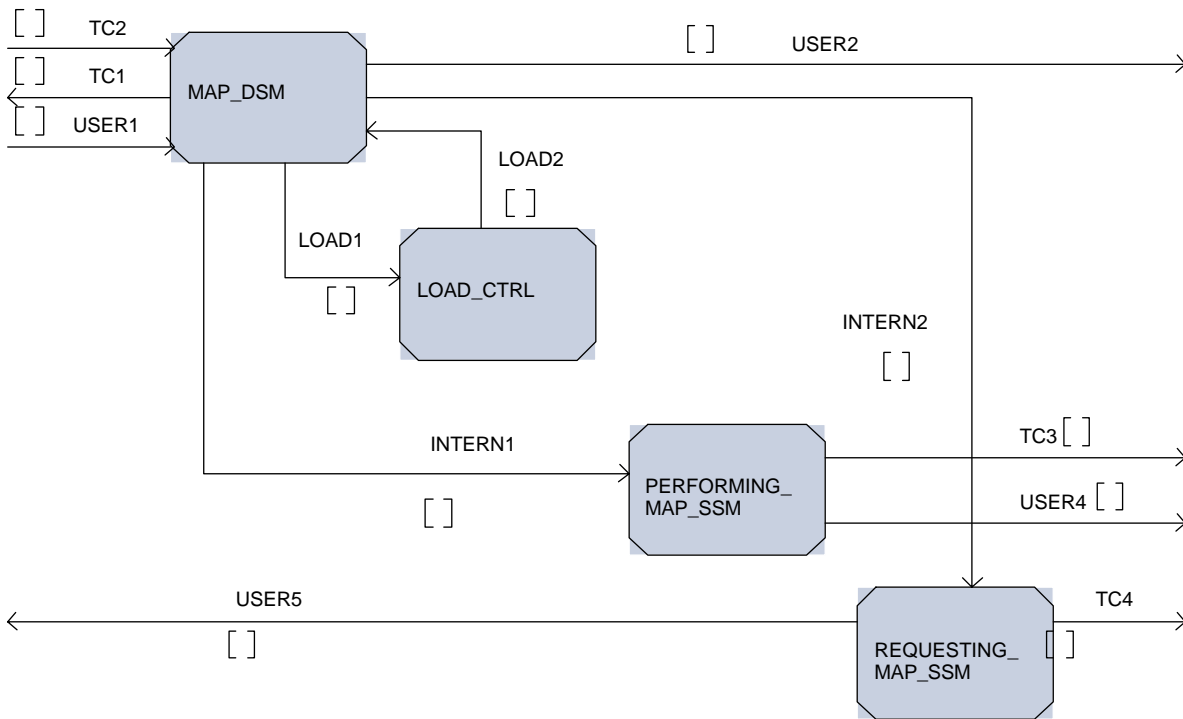 [ ] TC2
[ ] USER2
[ ] TC1
MAP_DSM
[ ] USER1
LOAD2
[ ]
LOAD1
[ ]
LOAD_CTRL
INTERN2
[ ]
INTERN1
[ ]
TC3 [ ]
PERFORMING_
MAP_SSM
USER4 [ ]
USER5
[ ]
TC4
[ ]
REQUESTING_
MAP_SSM